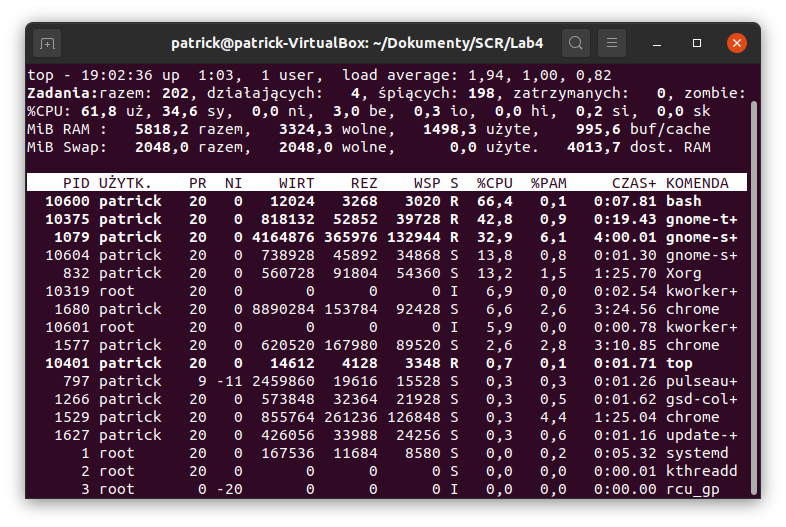 patrick@patrick-VirtualBox: ~/Dokumenty/SCR/Lab4
top - 19:02:36 up  1:03,  1 user,  load average: 1,94, 1,00, 0,82
Zadania:razem: 202, działających:   4, śpiących: 198, zatrzymanych:   0, zombie:
%CPU: 61,8 uż, 34,6 sy,  0,0 ni,  3,0 be,  0,3 io,  0,0 hi,  0,2 si,  0,0 sk
MiB RAM :   5818,2 razem,   3324,3 wolne,   1498,3 użyte,    995,6 buf/cache
MiB Swap:   2048,0 razem,   2048,0 wolne,      0,0 użyte.   4013,7 dost. RAM
PID UŻYTK.    PR  NI    WIRT    REZ    WSP S  %CPU  %PAM     CZAS+ KOMENDA
10600 patrick   20   0   12024   3268   3020 R  66,4   0,1   0:07.81 bash
10375 patrick   20   0  818132  52852  39728 R  42,8   0,9   0:19.43 gnome-t+
1079 patrick   20   0 4164876 365976 132944 R  32,9   6,1   4:00.01 gnome-s+
10604 patrick   20   0  738928  45892  34868 S  13,8   0,8   0:01.30 gnome-s+
832 patrick   20   0  560728  91804  54360 S  13,2   1,5   1:25.70 Xorg
10319 root      20   0       0      0      0 I   6,9   0,0   0:02.54 kworker+
1680 patrick   20   0 8890284 153784  92428 S   6,6   2,6   3:24.56 chrome
10601 root      20   0       0      0      0 I   5,9   0,0   0:00.78 kworker+
1577 patrick   20   0  620520 167980  89520 S   2,6   2,8   3:10.85 chrome
10401 patrick   20   0   14612   4128   3348 R   0,7   0,1   0:01.71 top
797 patrick    9 -11 2459860  19616  15528 S   0,3   0,3   0:01.26 pulseau+
1266 patrick   20   0  573848  32364  21928 S   0,3   0,5   0:01.62 gsd-col+
1529 patrick   20   0  855764 261236 126848 S   0,3   4,4   1:25.04 chrome
1627 patrick   20   0  426056  33988  24256 S   0,3   0,6   0:01.16 update-+
1 root      20   0  167536  11684   8580 S   0,0   0,2   0:05.32 systemd
2 root      20   0       0      0      0 S   0,0   0,0   0:00.01 kthreadd
3 root       0 -20       0      0      0 I   0,0   0,0   0:00.00 rcu_gp